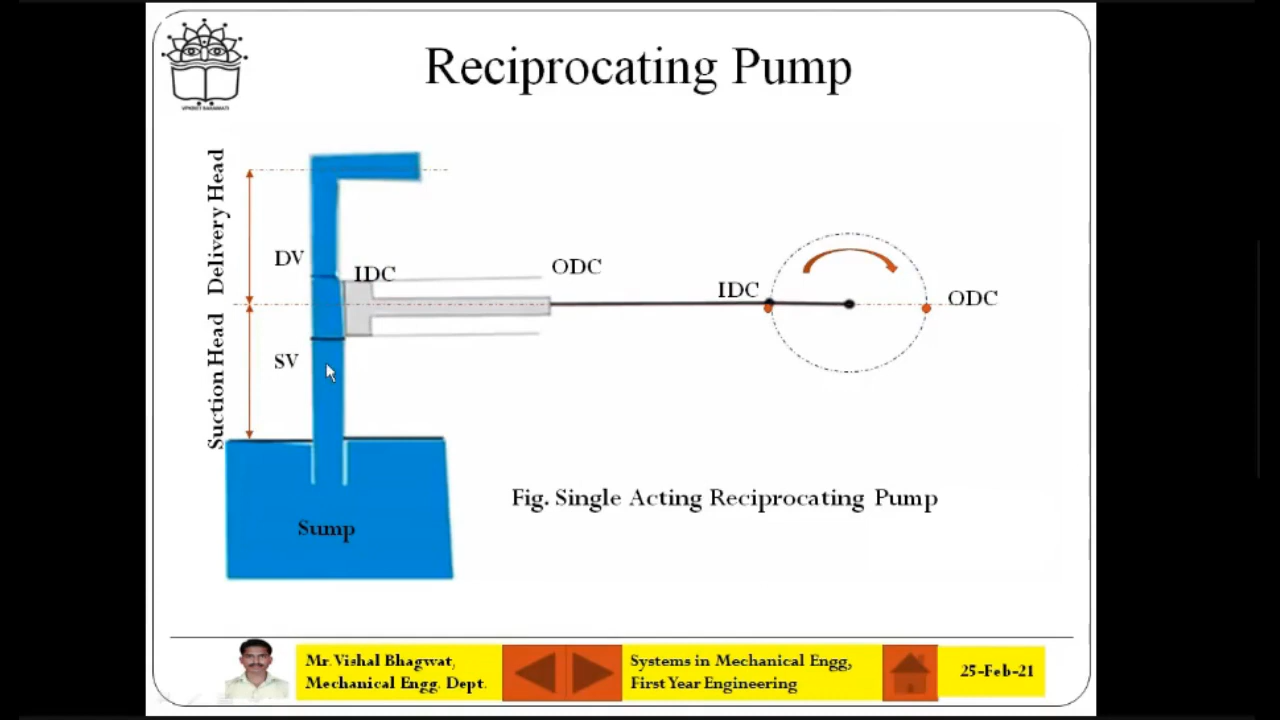 Reciprocating Pump
Delivery Head
Suction Head
DV
IDC
ODC
SV
IDC
ODC
Sump
Fig. Single Acting Reciprocating Pump
Mr. Vishal Bhagwat,
Mechanical Engg. Dept.
Systems in Mechanical Engg,
First Year Engineering
25-Feb-21